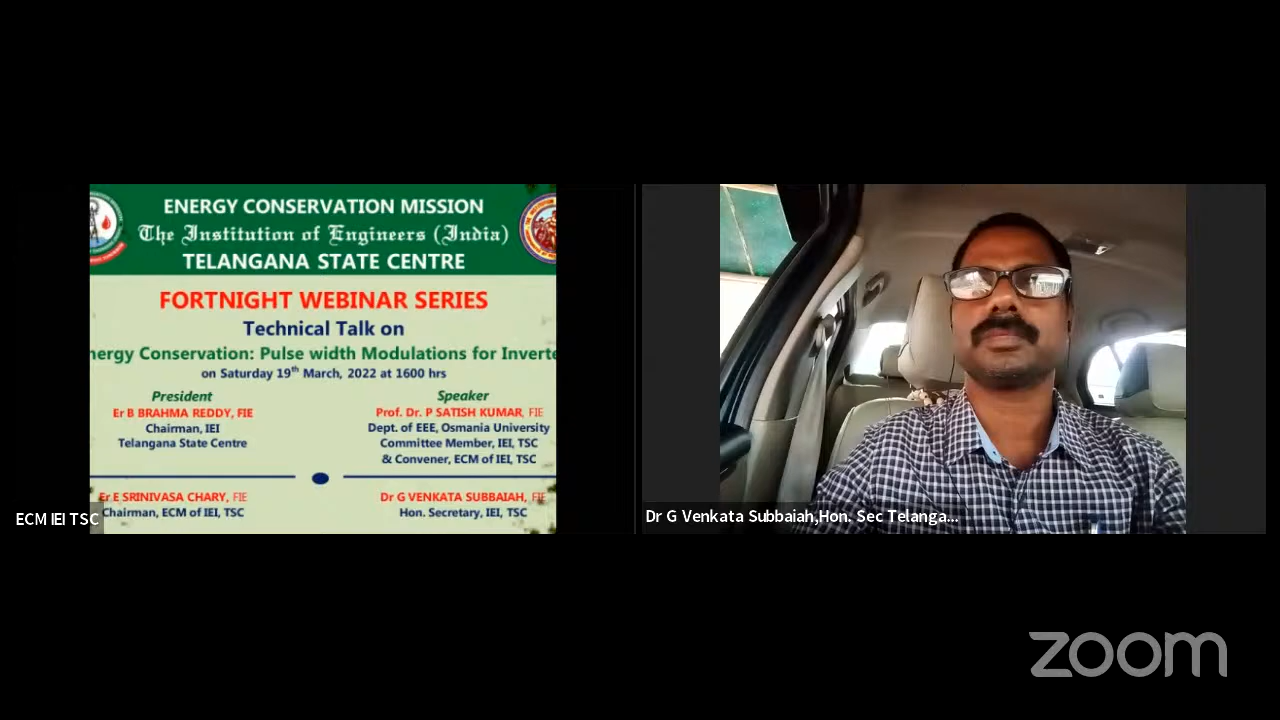 ENERGY CONSERVATION MISSION
The Institution of Engineers (India)
TELANGANA STATE CENTRE
FORTNIGHT WEBINAR SERIES
Technical Talk on
nergy Conservation: Pulse width Modulations for Inverte
on Saturday 19th March, 2022 at 1600 hrs
President
Er B BRAHMA REDDY, FIE
Chairman, IEI
Telangana State Centre
Speaker
Prof. Dr. P SATISH KUMAR, FIE
Dept. of EEE, Osmania University
Committee Member, IEI, TSC
& Convener, ECM of IEI, TSC
Er E SRINIVASA CHARY, FIE
Chairman, ECM of IEI, TSC
Dr G VENKATA SUBBAIAH, FIE
Hon. Secretary, IEI, TSC
ECM IEI TSC
Dr G Venkata Subbaiah,Hon. Sec Telanga...
zoom